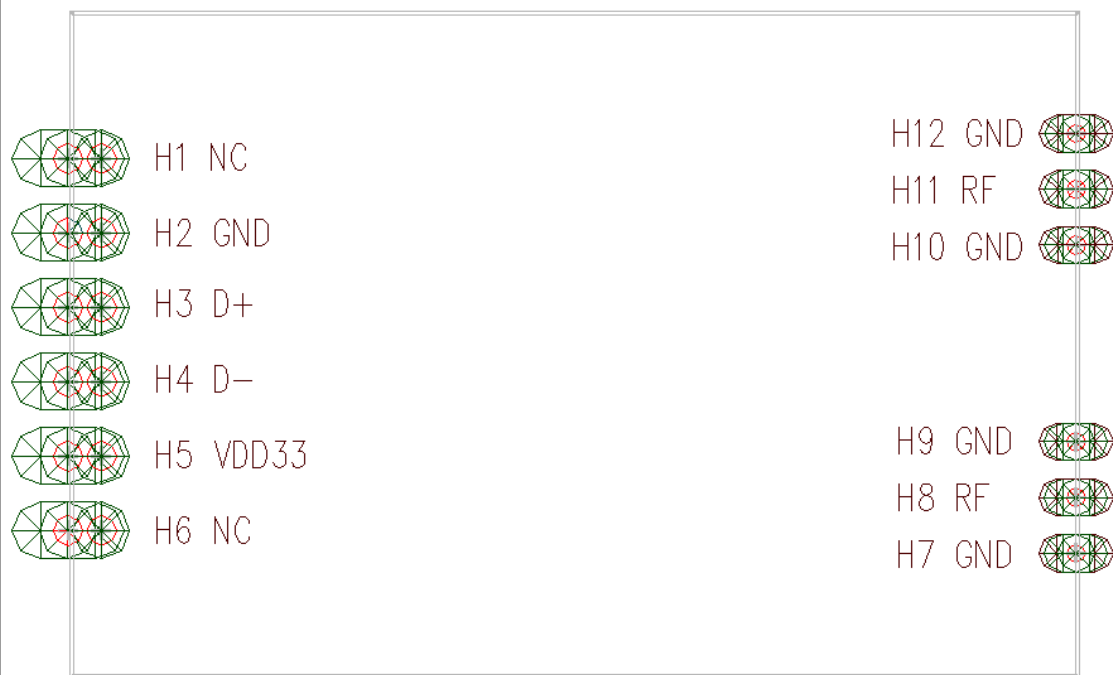 H1 NC
H2 GND
H3 D+
H4 D-
H5 VDD33
H6 NC
H12 GND
H11 RF
H10 GND
H9 GND
H8 RF
H7 GND